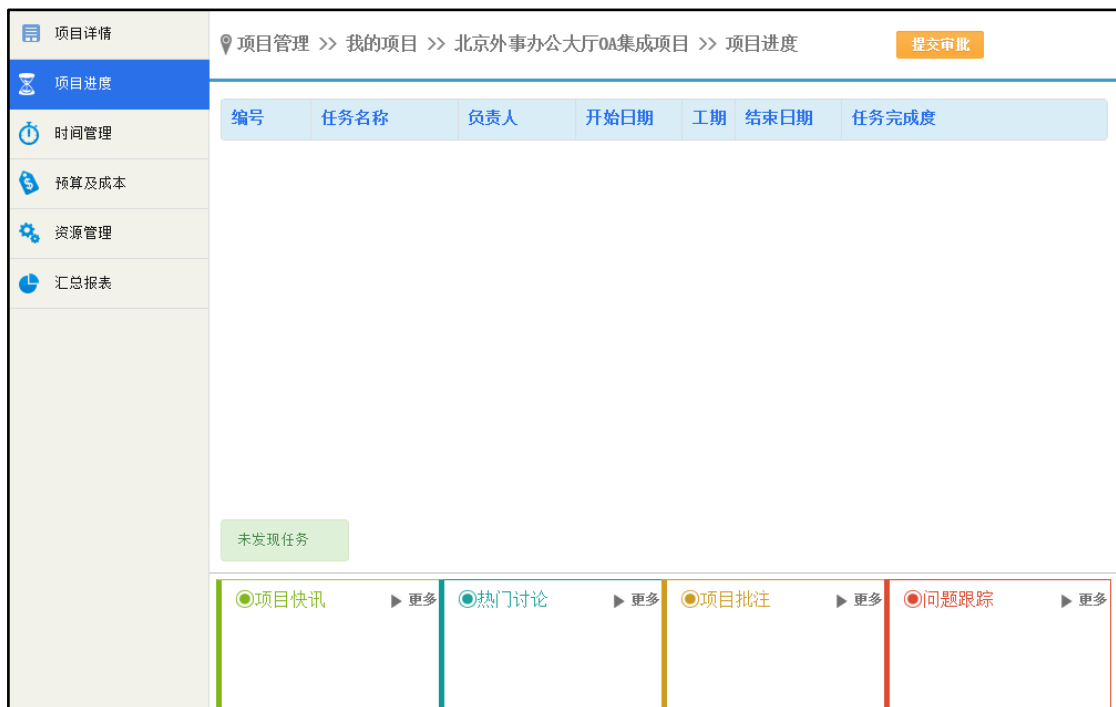 项目详情
项目进度
时间管理
预算及成本
资源管理
汇总报表
项目管理 >> 我的项目 >> 北京外事办公大厅OA集成项目 >> 项目进度
提交审批
编号 任务名称 负责人 开始日期 工期 结束日期 任务完成度
未发现任务
项目快讯 更多 热门讨论 更多 项目批注 更多 问题跟踪 更多